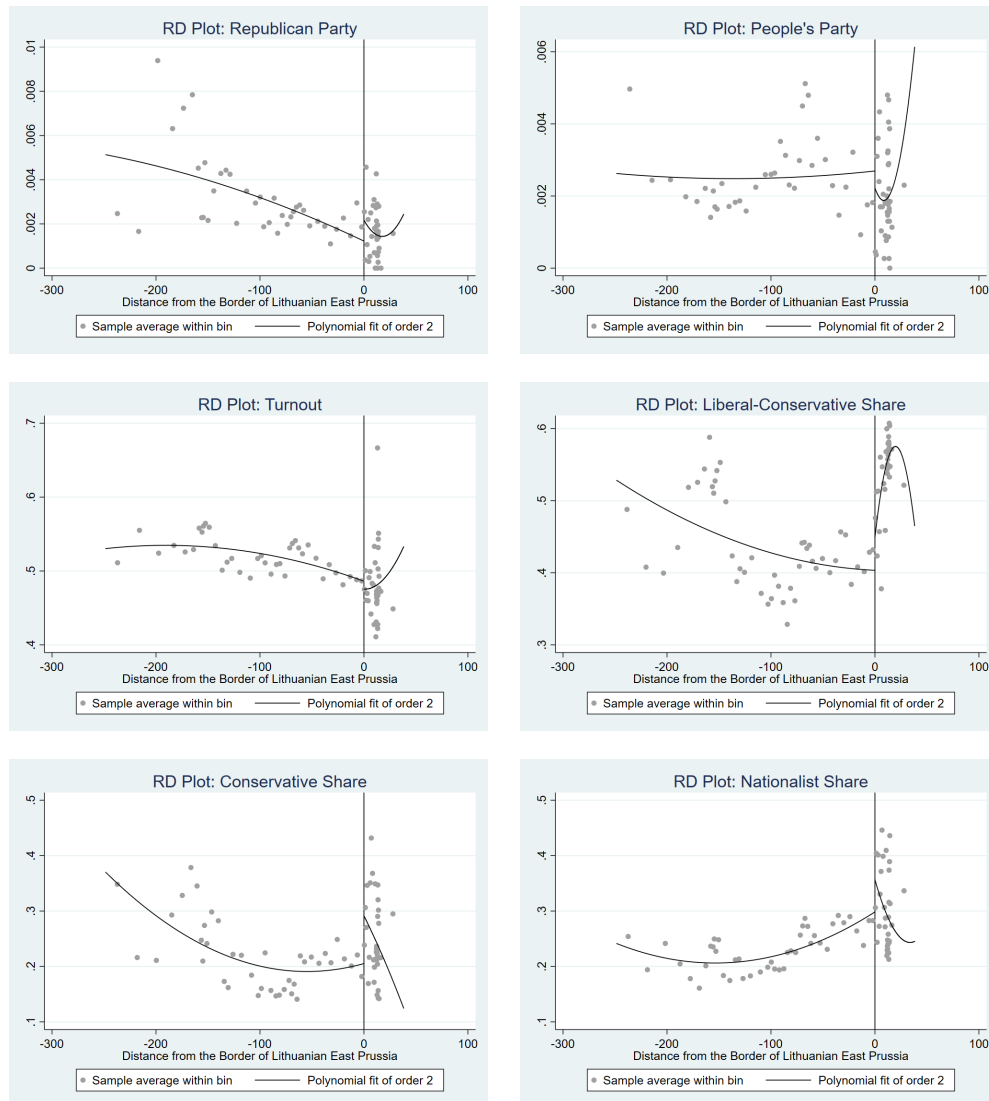 RD Plot: Republican Party
.01
.008
.006
.004
.002
0
-300 -200 -100 0 100
Distance from the Border of Lithuanian East Prussia
Sample average within bin Polynomial fit of order 2
RD Plot: People's Party
.006
.004
.002
0
-300 -200 -100 0 100
Distance from the Border of Lithuanian East Prussia
Sample average within bin Polynomial fit of order 2
RD Plot: Turnout
.7
.6
.5
.4
-300 -200 -100 0 100
Distance from the Border of Lithuanian East Prussia
Sample average within bin Polynomial fit of order 2
RD Plot: Liberal-Conservative Share
.6
.5
.4
.3
-300 -200 -100 0 100
Distance from the Border of Lithuanian East Prussia
Sample average within bin Polynomial fit of order 2
RD Plot: Conservative Share
.5
.4
.3
.2
.1
-300 -200 -100 0 100
Distance from the Border of Lithuanian East Prussia
Sample average within bin Polynomial fit of order 2
RD Plot: Nationalist Share
.5
.4
.3
.2
.1
-300 -200 -100 0 100
Distance from the Border of Lithuanian East Prussia
Sample average within bin Polynomial fit of order 2